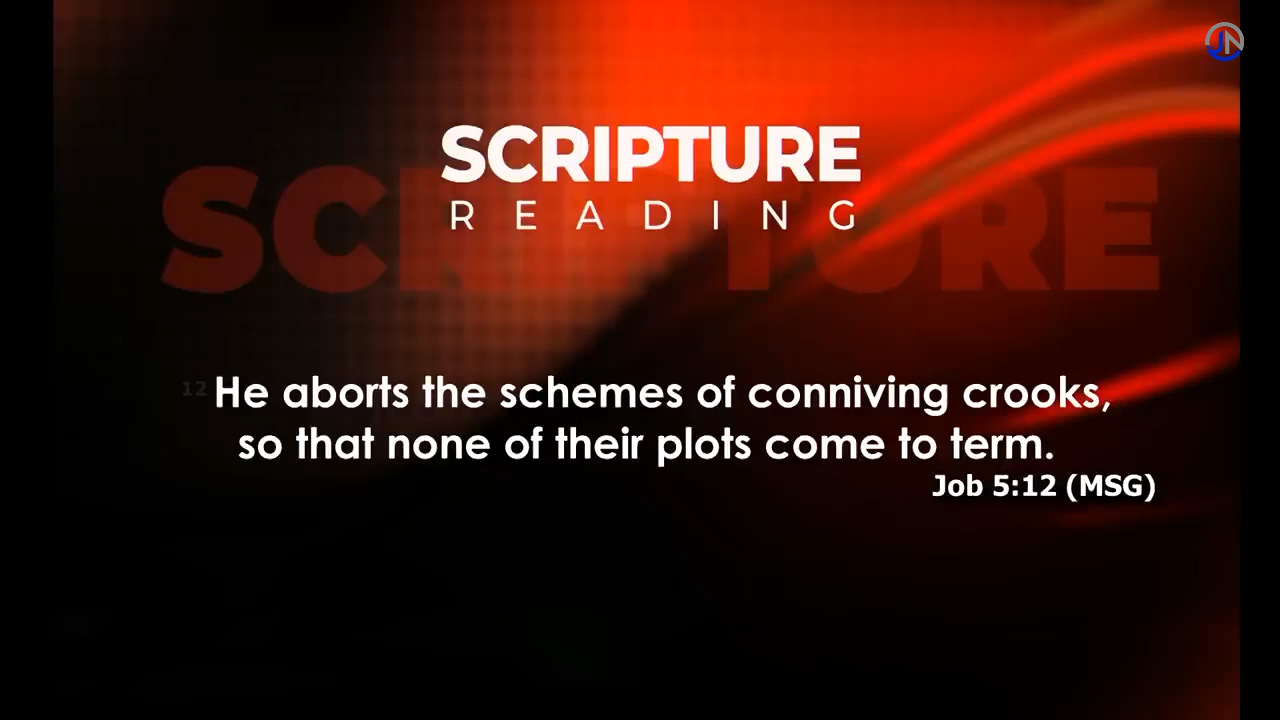 SCRIPTURE
SCRIPTURE
READING
12 He aborts the schemes of conniving crooks,
so that none of their plots come to term.
Job 5:12 (MSG)